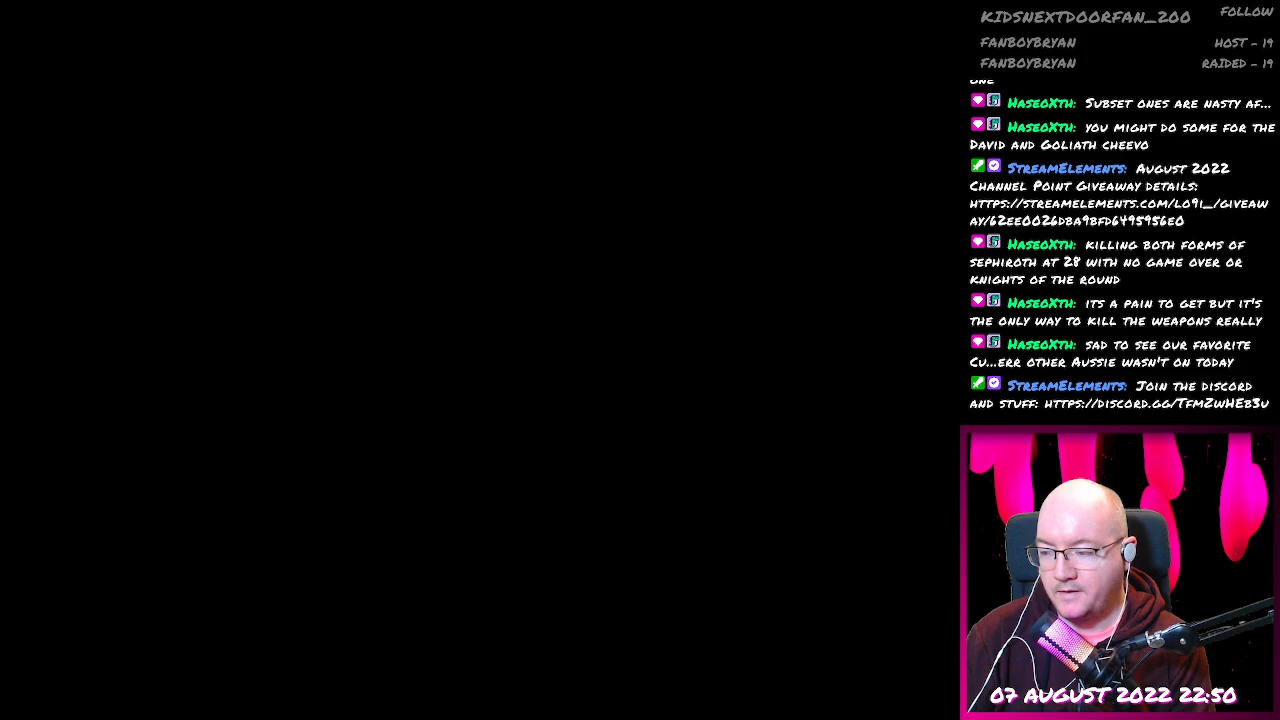 KIDSNEXTDOORFAN_200 FOLLOW
FANBOYBRYAN HOST - 19
FANBOYBRYAN RAIDED - 19
ONE
HaseoXth: Subset ones are nasty af...
HaseoXth: you might do some for the
David and Goliath cheevo
StreamElements: August 2022
Channel Point Giveaway details:
https://streamelements.com/lo9i_/giveaw
ay/62ee0026dba9bfd6495956e0
HaseoXth: killing both forms of
sephiroth at 28 with no game over or
knights of the round
HaseoXth: its a pain to get but it's
the only way to kill the weapons really
HaseoXth: sad to see our favorite
Cu...err other Aussie wasn't on today
StreamElements: Join the discord
and stuff: https://discord.gg/TfmZwHEb3u
07 AUGUST 2022 22:50